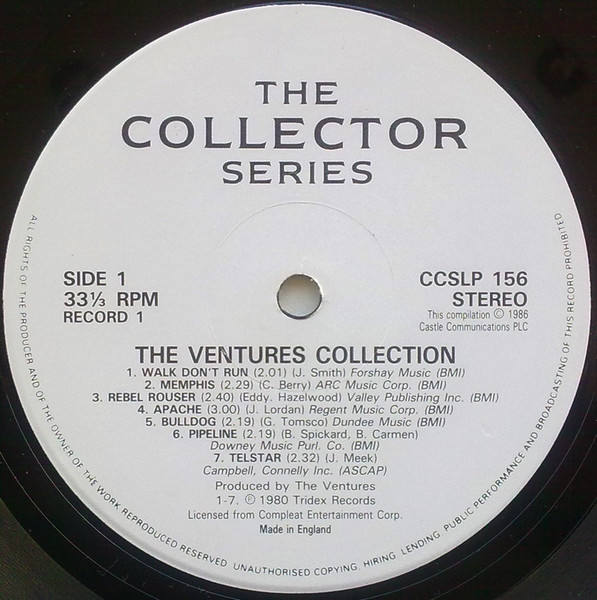 THE
COLLECTOR
SERIES
SIDE 1
33⅓ RPM
RECORD 1
CCSLP 156
STEREO
This compilation © 1986
Castle Communications PLC
THE VENTURES COLLECTION
1. WALK DON'T RUN (2.01) (J. Smith) Forshay Music (BMI)
2. MEMPHIS (2.29) (C. Berry) ARC Music Corp. (BMI)
3. REBEL ROUSER (2.40) (Eddy. Hazelwood) Valley Publishing Inc. (BMI)
4. APACHE (3.00) (J. Lordan) Regent Music Corp. (BMI)
5. BULLDOG (2.19) (G. Tomsco) Dundee Music (BMI)
6. PIPELINE (2.19) (B. Spickard, B. Carmen)
Downey Music Purl. Co. (BMI)
7. TELSTAR (2.32) (J. Meek)
Campbell, Connelly Inc. (ASCAP)
Produced by The Ventures
1-7. ℗ 1980 Tridex Records
Licensed from Compleat Entertainment Corp.
Made in England
ALL RIGHTS OF THE PRODUCER AND OF THE OWNER OF THE WORK REPRODUCED RESERVED. UNAUTHORISED COPYING, HIRING, LENDING, PUBLIC PERFORMANCE AND BROADCASTING OF THIS RECORD PROHIBITED